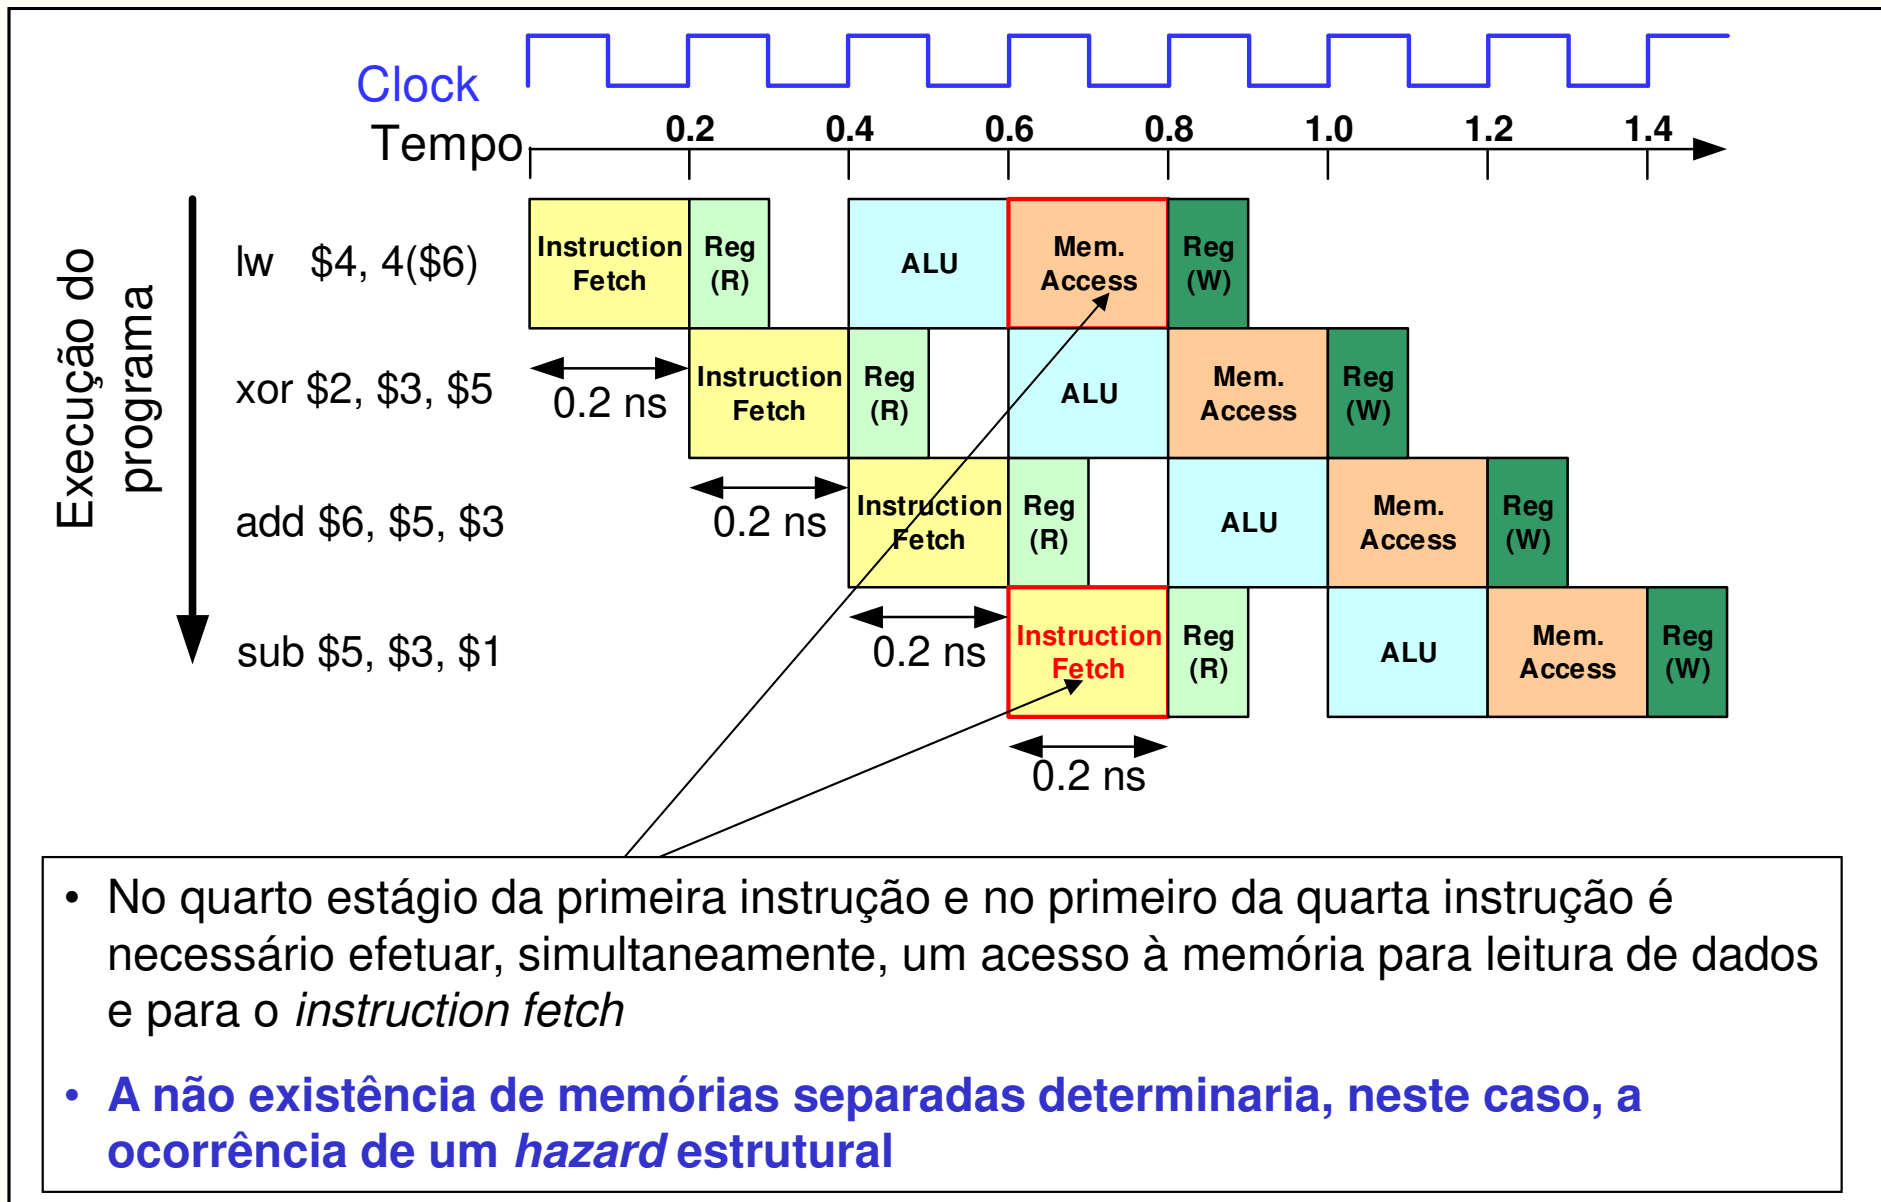 Clock
Tempo
0.2 0.4 0.6 0.8 1.0 1.2 1.4
Execução do
programa
lw $4, 4($6)
Instruction
Fetch
Reg
(R)
ALU
Mem.
Access
Reg
(W)
xor $2, $3, $5
0.2 ns
Instruction
Fetch
Reg
(R)
ALU
Mem.
Access
Reg
(W)
add $6, $5, $3
0.2 ns
Instruction
Fetch
Reg
(R)
ALU
Mem.
Access
Reg
(W)
sub $5, $3, $1
0.2 ns
Instruction
Fetch
Reg
(R)
ALU
Mem.
Access
Reg
(W)
0.2 ns
• No quarto estágio da primeira instrução e no primeiro da quarta instrução é
necessário efetuar, simultaneamente, um acesso à memória para leitura de dados
e para o instruction fetch
• A não existência de memórias separadas determinaria, neste caso, a
ocorrência de um hazard estrutural